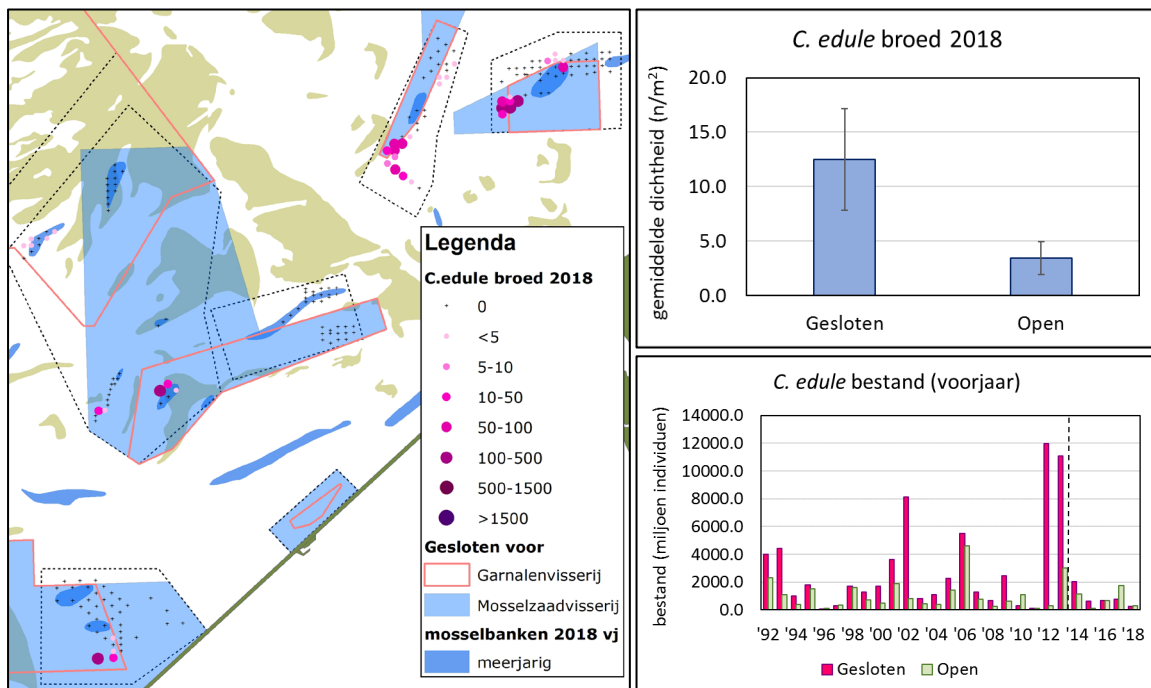 Legenda
C.edule broed 2018
0
<5
5-10
10-50
50-100
100-500
500-1500
>1500
Gesloten voor
Garnalenvisserij
Mosselzaadvisserij
mosselbanken 2018 vj
meerjarig
C. edule broed 2018
gemiddelde dichtheid (n/m²)
20.0
15.0
10.0
5.0
0.0
Gesloten Open
C. edule bestand (voorjaar)
bestand (miljoen individuen)
14000.0
12000.0
10000.0
8000.0
6000.0
4000.0
2000.0
0.0
'92 '94 '96 '98 '00 '02 '04 '06 '08 '10 '12 '14 '16 '18
Gesloten Open